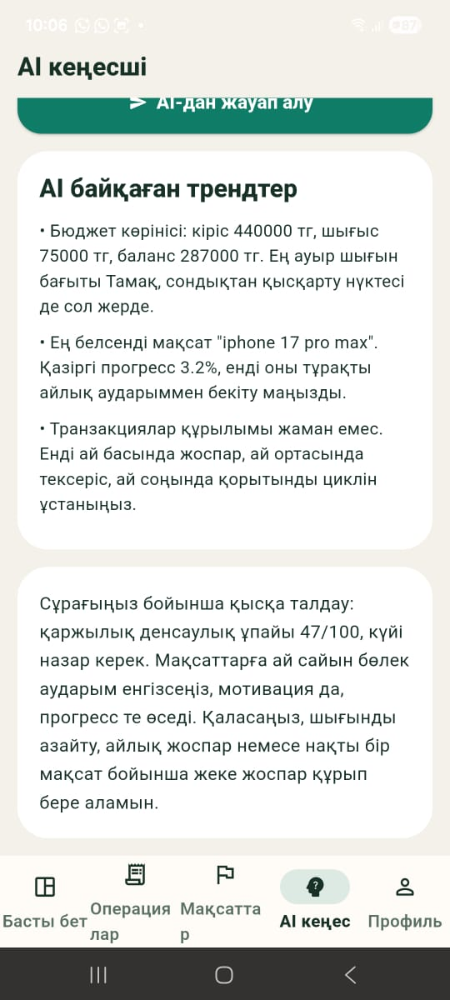 10:06
87
AI кеңесші
AI-дан жауап алу
AI байқаған трендтер
• Бюджет көрінісі: кіріс 440000 тг, шығыс
75000 тг, баланс 287000 тг. Ең ауыр шығын
бағыты Тамақ, сондықтан қысқарту нүктесі
де сол жерде.
• Ең белсенді мақсат "iphone 17 pro max".
Қазіргі прогресс 3.2%, енді оны тұрақты
айлық аударыммен бекіту маңызды.
• Транзакциялар құрылымы жаман емес.
Енді ай басында жоспар, ай ортасында
тексеріс, ай соңында қорытынды циклін
ұстаныңыз.
Сұрағыңыз бойынша қысқа талдау:
қаржылық денсаулық ұпайы 47/100, күйі
назар керек. Мақсаттарға ай сайын бөлек
аударым енгізсеңіз, мотивация да,
прогресс те өседі. Қаласаңыз, шығынды
азайту, айлық жоспар немесе нақты бір
мақсат бойынша жеке жоспар құрып
бере аламын.
Басты бет
Операция
лар
Мақсатта
р
AI кеңес
Профиль